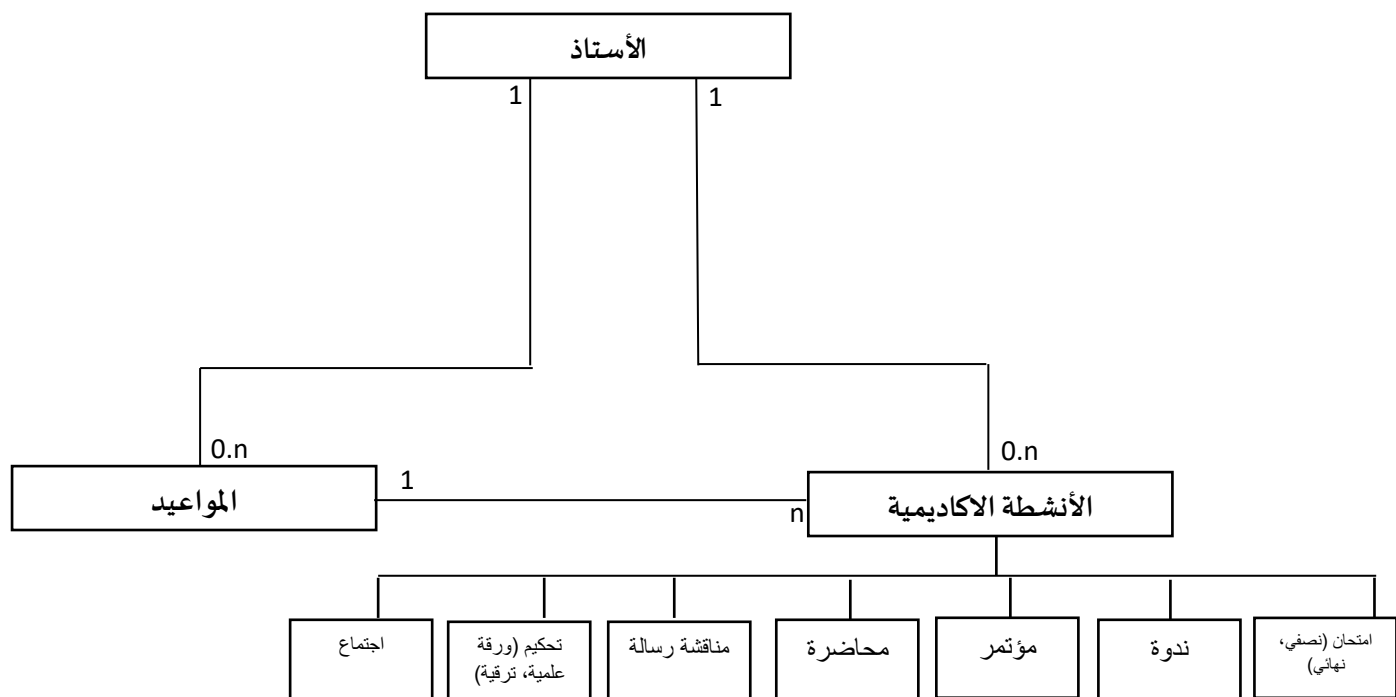 الأستاذ
1
1
0.n
0.n
المواعيد
1
n
الأنشطة الاكاديمية
امتحان (نصفي،
نهائي)
ندوة
مؤتمر
محاضرة
مناقشة رسالة
تحكيم (ورقة
علمية، ترقية)
اجتماع